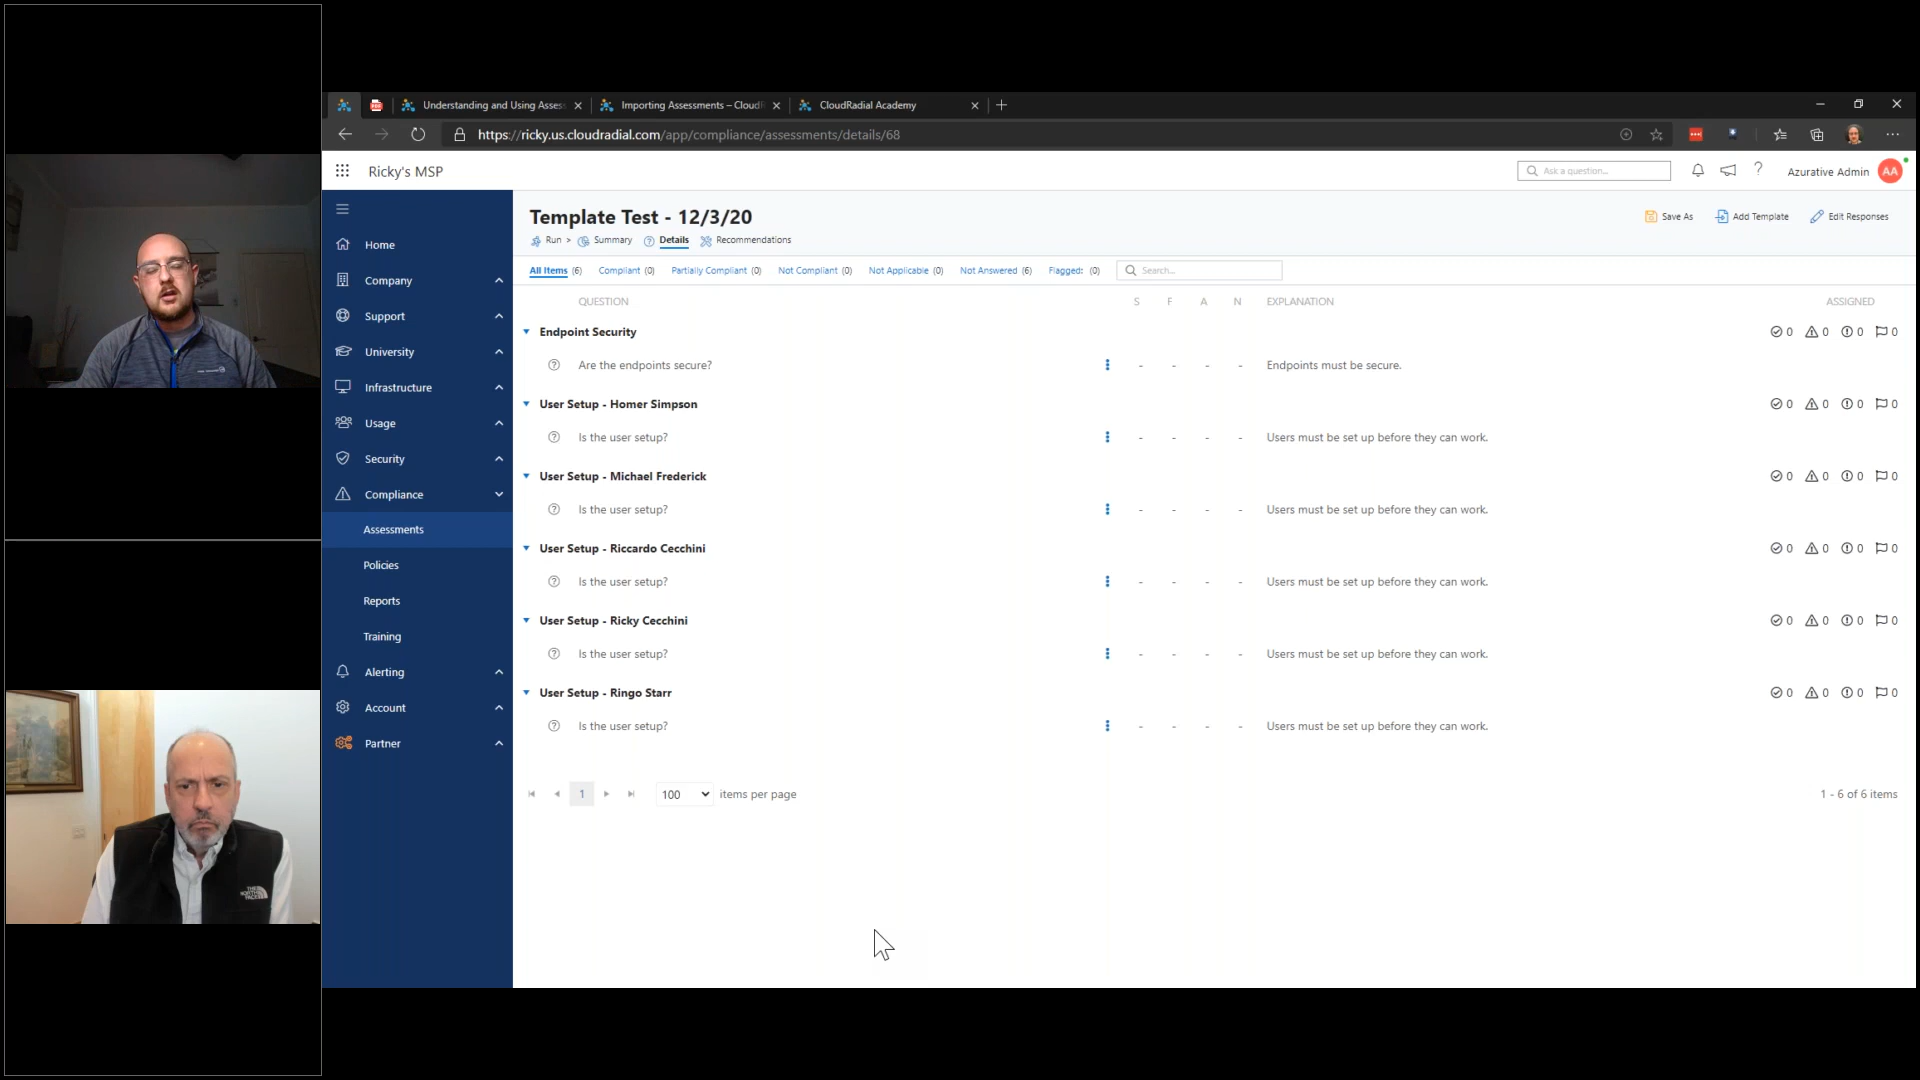 Understanding and Using Asses
Importing Assessments – CloudR
CloudRadial Academy
https://ricky.us.cloudradial.com/app/compliance/assessments/details/68
Ricky's MSP
Ask a question...
Azurative Admin
AA
Home
Company
Support
University
Infrastructure
Usage
Security
Compliance
Assessments
Policies
Reports
Training
Alerting
Account
Partner
Template Test - 12/3/20
Save As
Add Template
Edit Responses
Run > Summary Details Recommendations
All Items (6) Compliant (0) Partially Compliant (0) Not Compliant (0) Not Applicable (0) Not Answered (6) Flagged: (0) Search...
QUESTION S F A N EXPLANATION ASSIGNED
Endpoint Security 0 0 0 0
Are the endpoints secure? - - - - Endpoints must be secure.
User Setup - Homer Simpson 0 0 0 0
Is the user setup? - - - - Users must be set up before they can work.
User Setup - Michael Frederick 0 0 0 0
Is the user setup? - - - - Users must be set up before they can work.
User Setup - Riccardo Cecchini 0 0 0 0
Is the user setup? - - - - Users must be set up before they can work.
User Setup - Ricky Cecchini 0 0 0 0
Is the user setup? - - - - Users must be set up before they can work.
User Setup - Ringo Starr 0 0 0 0
Is the user setup? - - - - Users must be set up before they can work.
1 100 items per page 1 - 6 of 6 items
THE
NORTH
FACE